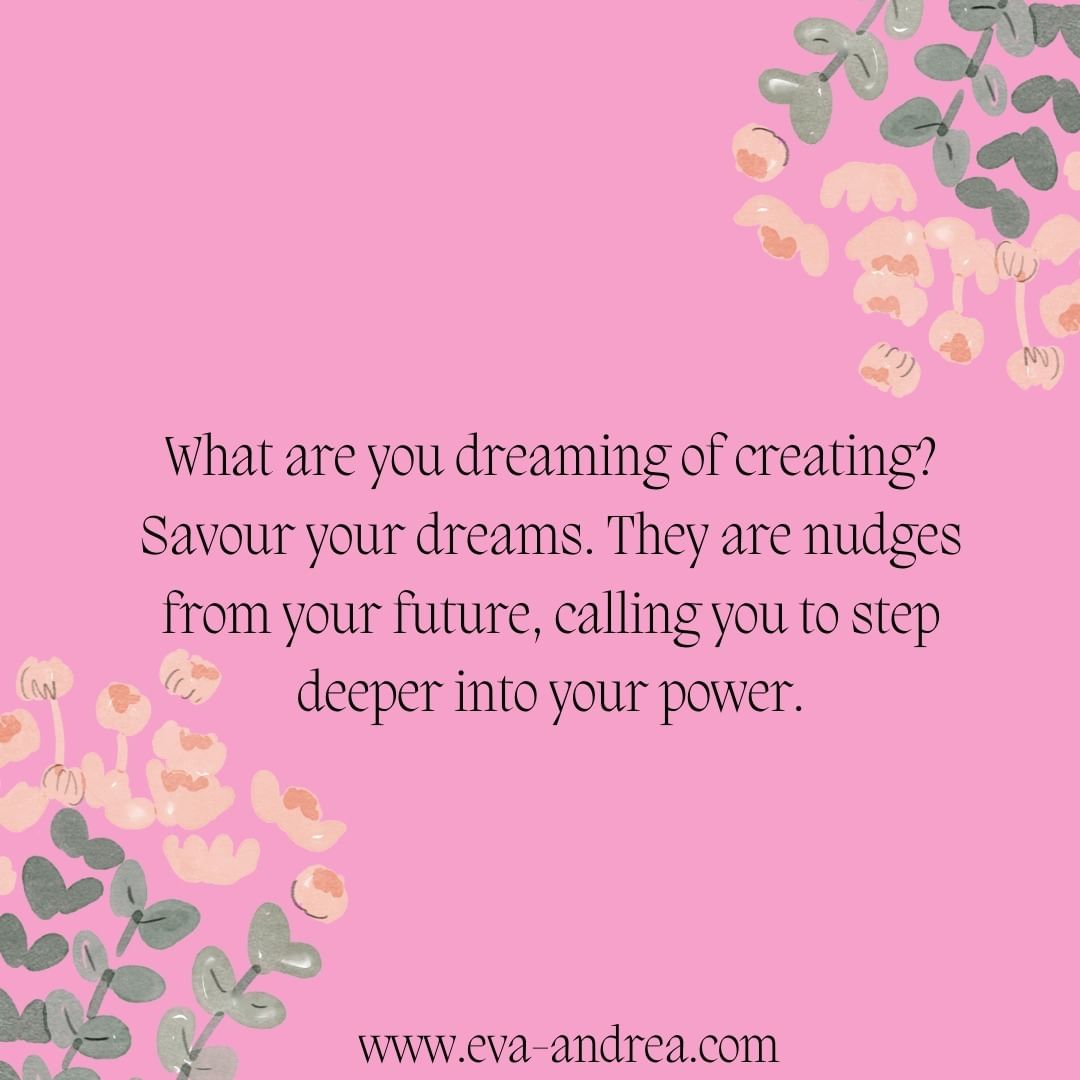 What are you dreaming of creating?
Savour your dreams. They are nudges
from your future, calling you to step
deeper into your power.
www.eva-andrea.com